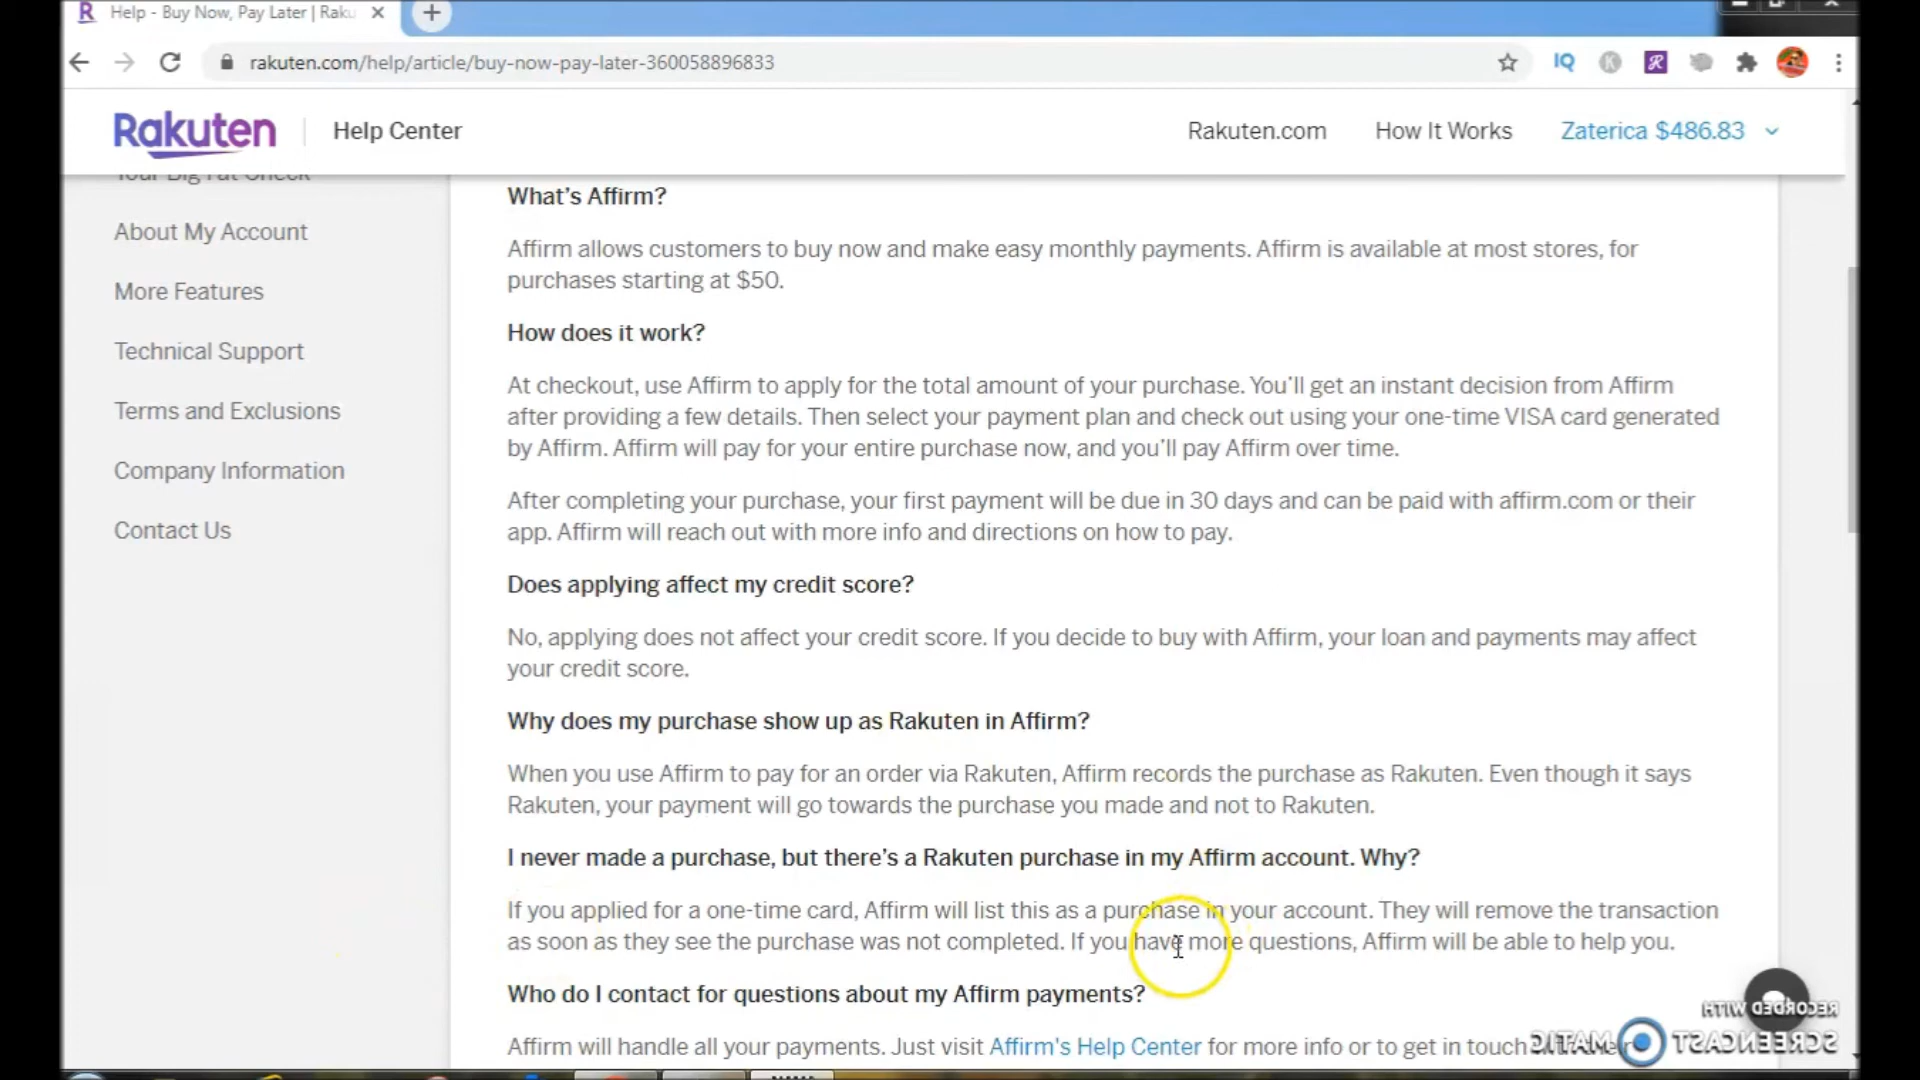 Help - Buy Now, Pay Later | Raku
rakuten.com/help/article/buy-now-pay-later-360058896833
Rakuten
Help Center
Rakuten.com
How It Works
Zaterica $486.83
Your Big Fat Check
About My Account
More Features
Technical Support
Terms and Exclusions
Company Information
Contact Us
What's Affirm?
Affirm allows customers to buy now and make easy monthly payments. Affirm is available at most stores, for
purchases starting at $50.
How does it work?
At checkout, use Affirm to apply for the total amount of your purchase. You'll get an instant decision from Affirm
after providing a few details. Then select your payment plan and check out using your one-time VISA card generated
by Affirm. Affirm will pay for your entire purchase now, and you'll pay Affirm over time.
After completing your purchase, your first payment will be due in 30 days and can be paid with affirm.com or their
app. Affirm will reach out with more info and directions on how to pay.
Does applying affect my credit score?
No, applying does not affect your credit score. If you decide to buy with Affirm, your loan and payments may affect
your credit score.
Why does my purchase show up as Rakuten in Affirm?
When you use Affirm to pay for an order via Rakuten, Affirm records the purchase as Rakuten. Even though it says
Rakuten, your payment will go towards the purchase you made and not to Rakuten.
I never made a purchase, but there's a Rakuten purchase in my Affirm account. Why?
If you applied for a one-time card, Affirm will list this as a purchase in your account. They will remove the transaction
as soon as they see the purchase was not completed. If you have more questions, Affirm will be able to help you.
Who do I contact for questions about my Affirm payments?
Affirm will handle all your payments. Just visit Affirm's Help Center for more info or to get in touch
RECORDED WITH
SCREENCAST MATIC